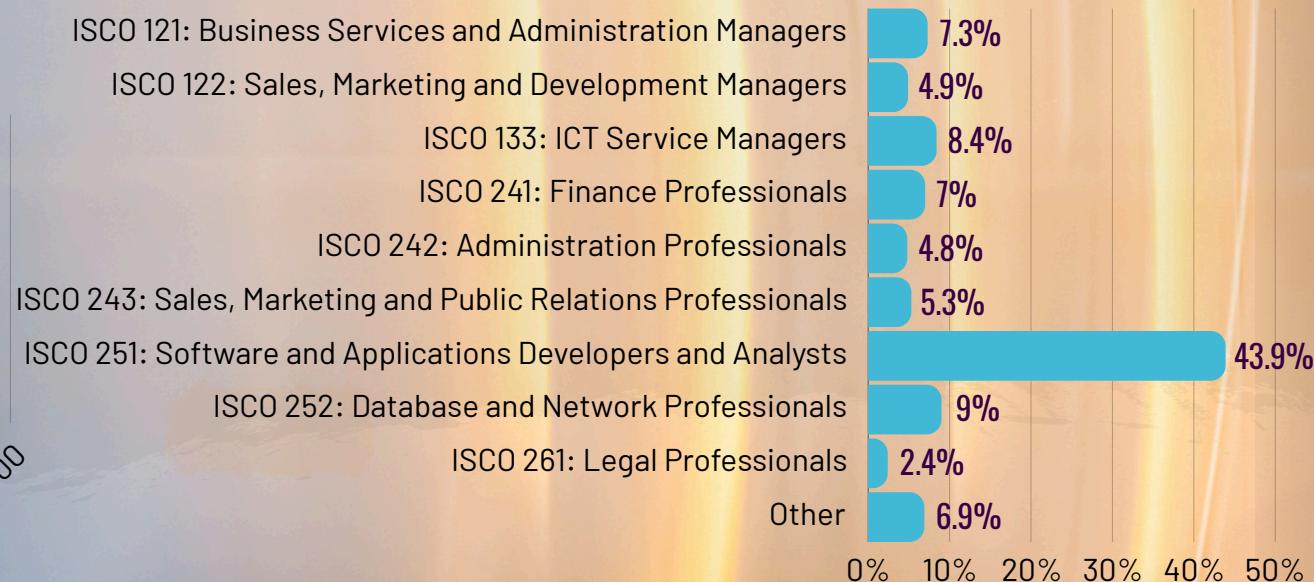 ISCO 121: Business Services and Administration Managers 7.3%
ISCO 122: Sales, Marketing and Development Managers 4.9%
ISCO 133: ICT Service Managers 8.4%
ISCO 241: Finance Professionals 7%
ISCO 242: Administration Professionals 4.8%
ISCO 243: Sales, Marketing and Public Relations Professionals 5.3%
ISCO 251: Software and Applications Developers and Analysts 43.9%
ISCO 252: Database and Network Professionals 9%
ISCO 261: Legal Professionals 2.4%
Other 6.9%
0% 10% 20% 30% 40% 50%